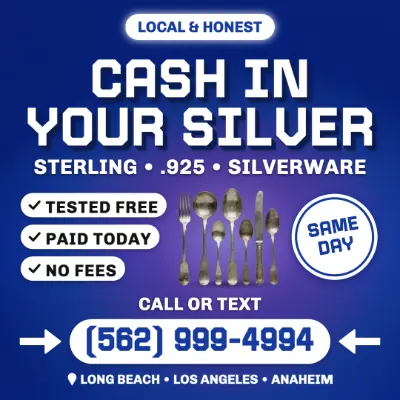 LOCAL & HONEST
CASH IN
YOUR SILVER
STERLING • .925 • SILVERWARE
✓ TESTED FREE
✓ PAID TODAY
✓ NO FEES
SAME
DAY
CALL OR TEXT
(562) 999-4994
LONG BEACH • LOS ANGELES • ANAHEIM